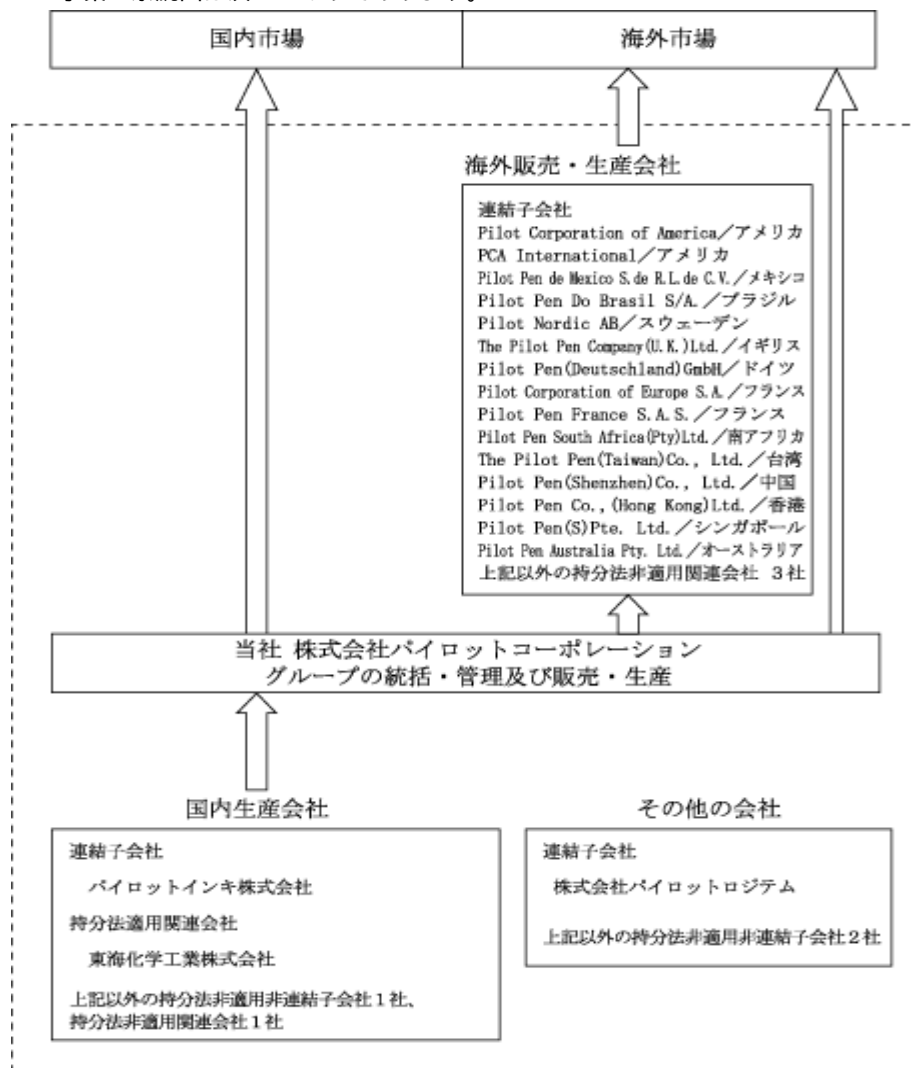 国内市場
海外市場
海外販売・生産会社
連結子会社
Pilot Corporation of America/アメリカ
PCA International/アメリカ
Pilot Pen de Mexico S.de R.L.de C.V./メキシコ
Pilot Pen Do Brasil S/A./ブラジル
Pilot Nordic AB/スウェーデン
The Pilot Pen Company(U.K.)Ltd./イギリス
Pilot Pen(Deutschland)GmbH/ドイツ
Pilot Corporation of Europe S.A./フランス
Pilot Pen France S.A.S./フランス
Pilot Pen South Africa(Pty)Ltd./南アフリカ
The Pilot Pen(Taiwan)Co., Ltd./台湾
Pilot Pen(Shenzhen)Co., Ltd./中国
Pilot Pen Co.,(Hong Kong)Ltd./香港
Pilot Pen(S)Pte. Ltd./シンガポール
Pilot Pen Australia Pty. Ltd./オーストラリア
上記以外の持分法非適用関連会社 3社
当社 株式会社パイロットコーポレーション
グループの統括・管理及び販売・生産
国内生産会社
連結子会社
パイロットインキ株式会社
持分法適用関連会社
東海化学工業株式会社
上記以外の持分法非適用非連結子会社1社、
持分法非適用関連会社1社
その他の会社
連結子会社
株式会社パイロットロジテム
上記以外の持分法非適用非連結子会社2社